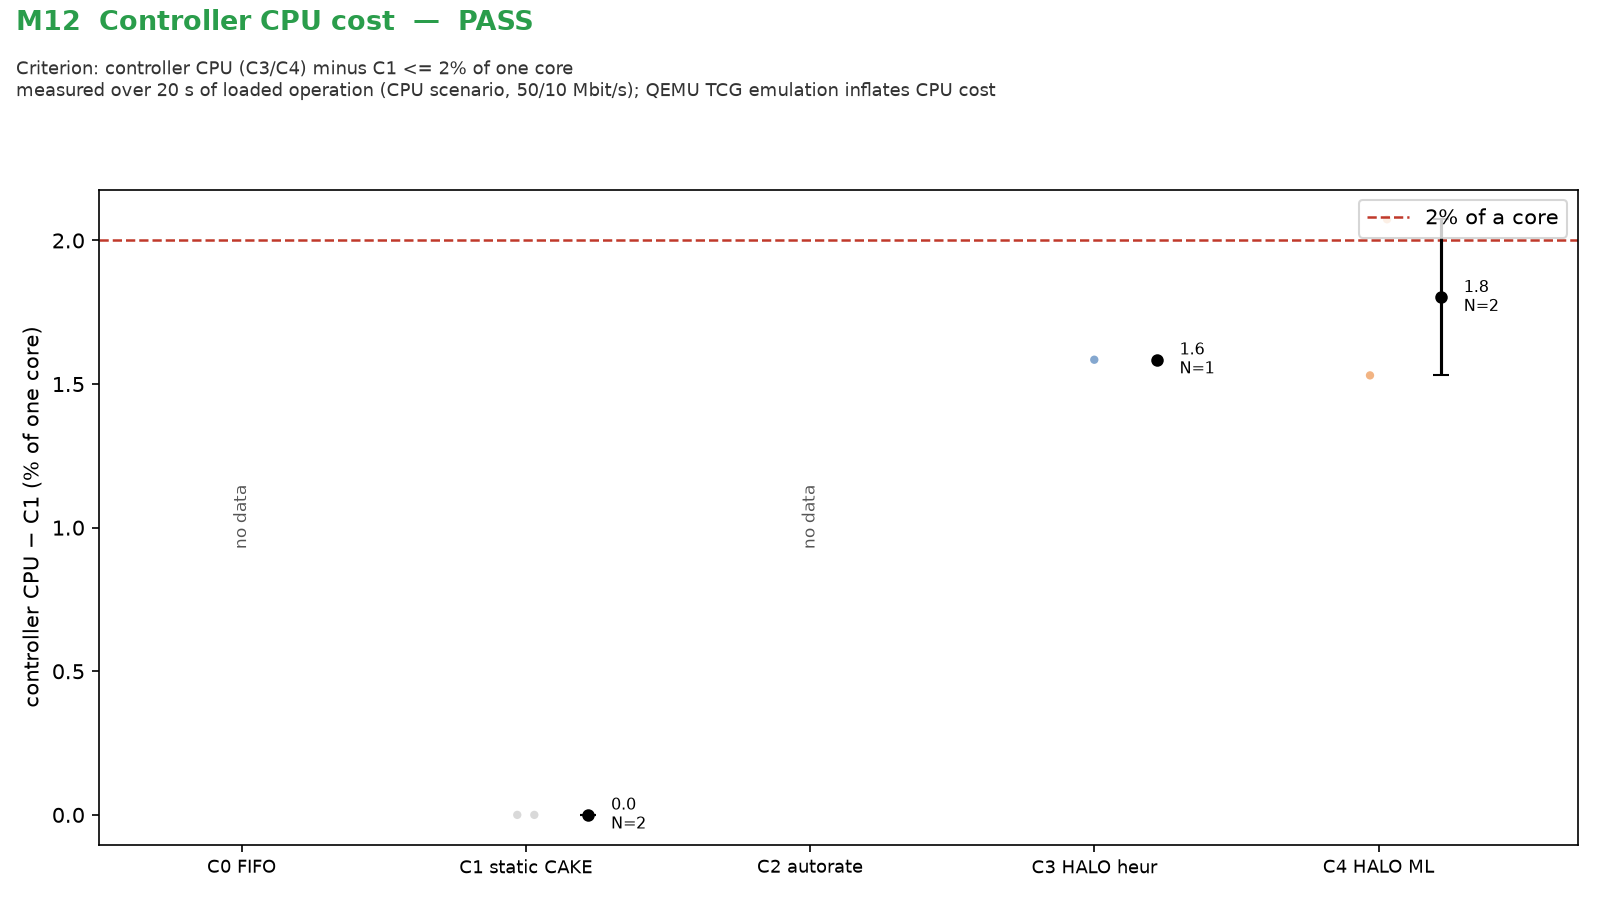 M12 Controller CPU cost — PASS
Criterion: controller CPU (C3/C4) minus C1 <= 2% of one core
measured over 20 s of loaded operation (CPU scenario, 50/10 Mbit/s); QEMU TCG emulation inflates CPU cost
controller CPU − C1 (% of one core)
2.0
1.5
1.0
0.5
0.0
2% of a core
1.8
N=2
1.6
N=1
no data
no data
0.0
N=2
C0 FIFO
C1 static CAKE
C2 autorate
C3 HALO heur
C4 HALO ML